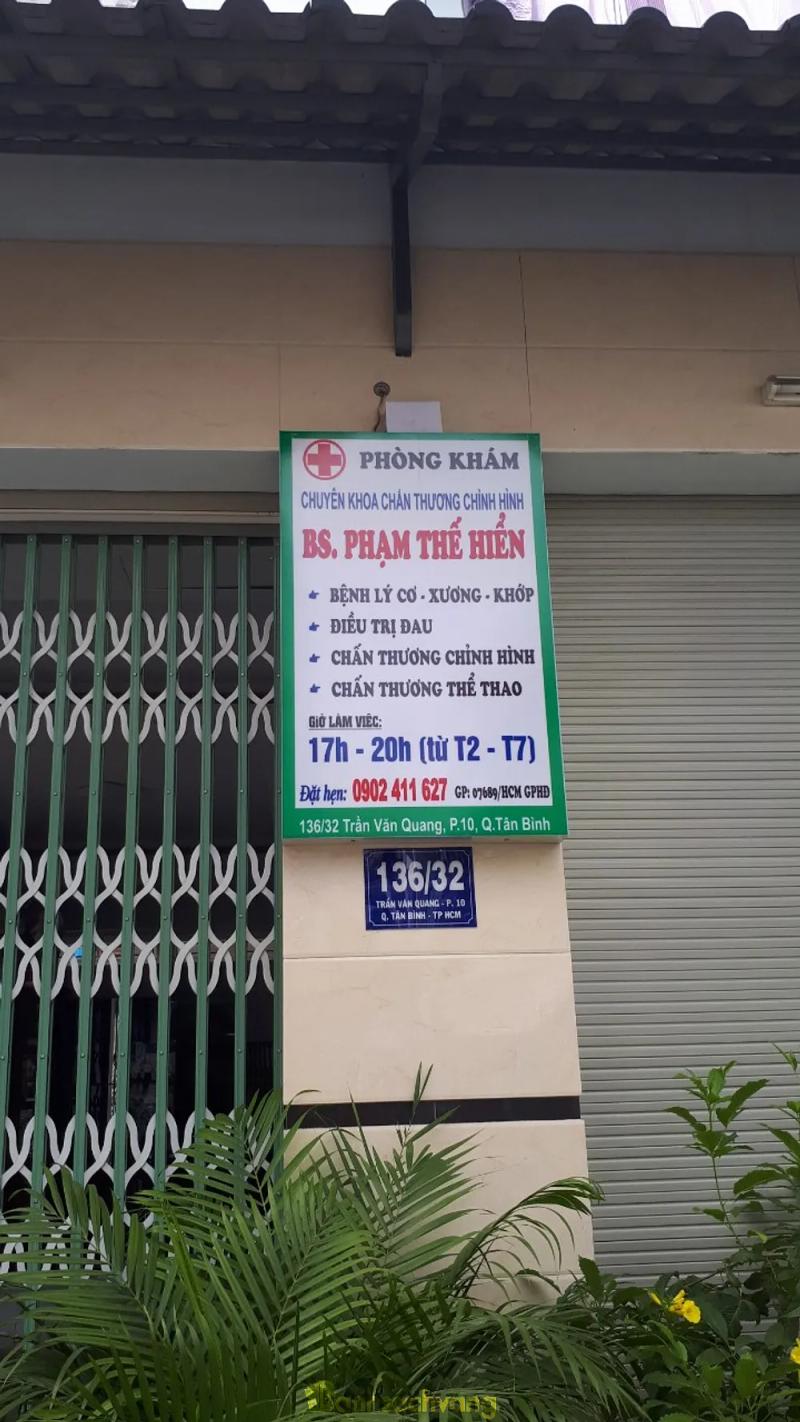 PHÒNG KHÁM
CHUYÊN KHOA CHẤN THƯƠNG CHỈNH HÌNH
BS. PHẠM THẾ HIỂN
BỆNH LÝ CƠ - XƯƠNG - KHỚP
ĐIỀU TRỊ ĐAU
CHẤN THƯƠNG CHỈNH HÌNH
CHẤN THƯƠNG THỂ THAO
GIỜ LÀM VIỆC:
17h - 20h (từ T2 - T7)
Đặt hẹn: 0902 411 627 GP: 07689/HCM GPHĐ
136/32 Trần Văn Quang, P.10, Q.Tân Bình
136/32
TRẦN VĂN QUANG - P. 10
Q. TÂN BÌNH - TP HCM